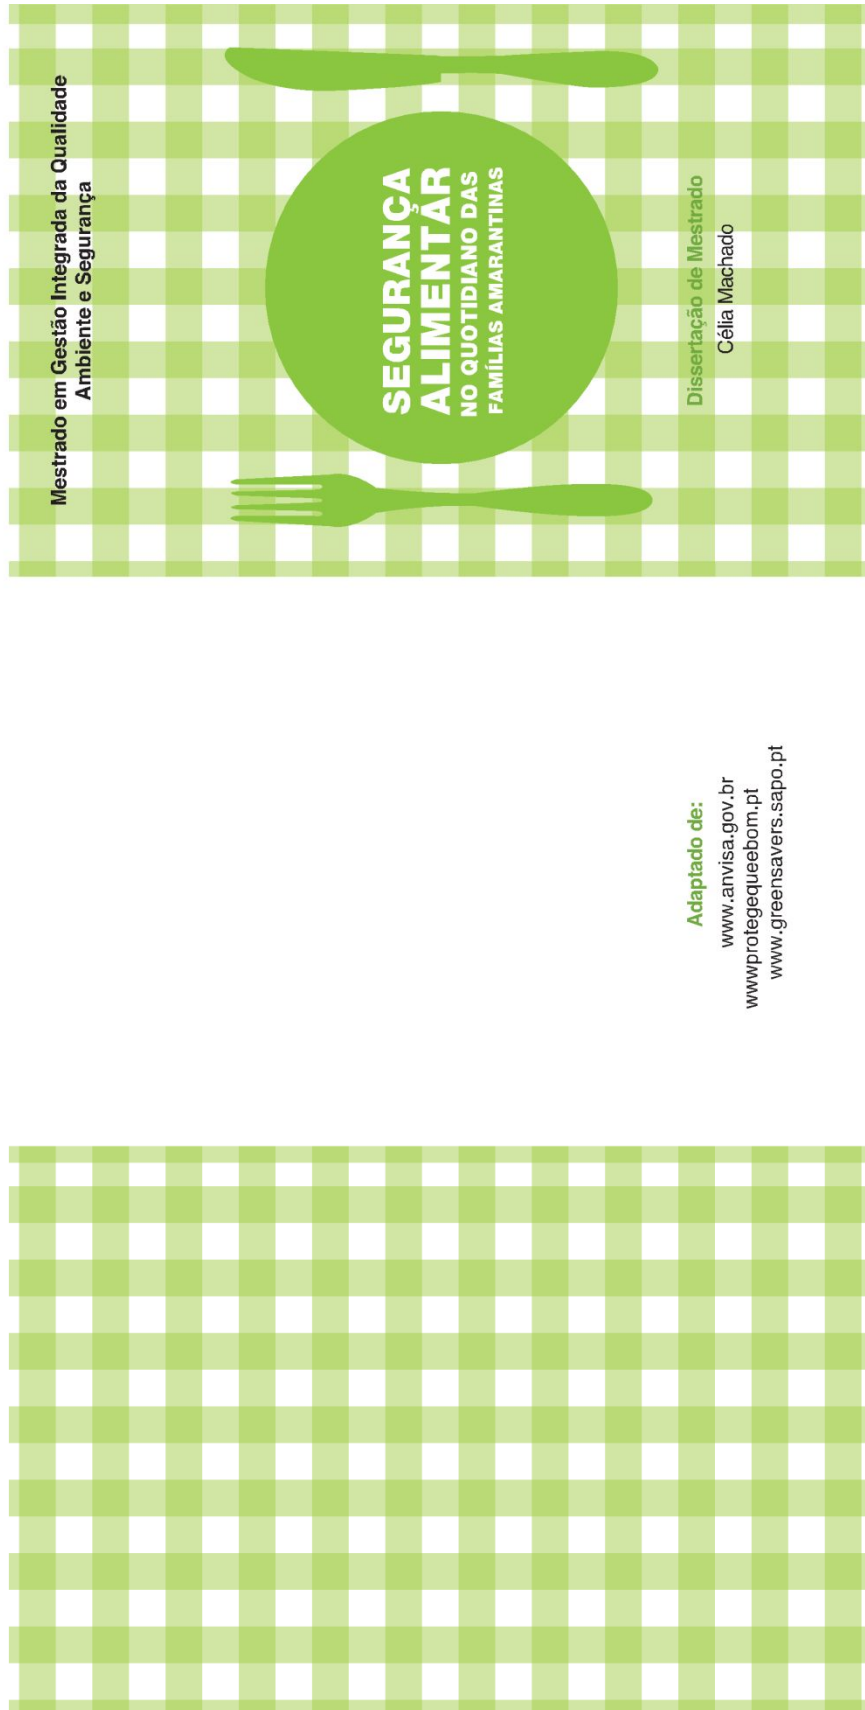 Mestrado em Gestão Integrada da Qualidade
Ambiente e Segurança
SEGURANÇA
ALIMENTAR
NO QUOTIDIANO DAS
FAMÍLIAS AMARANTINAS
Dissertação de Mestrado
Célia Machado
Adaptado de:
www.anvisa.gov.br
wwwprotegequeebom.pt
www.greensavers.sapo.pt